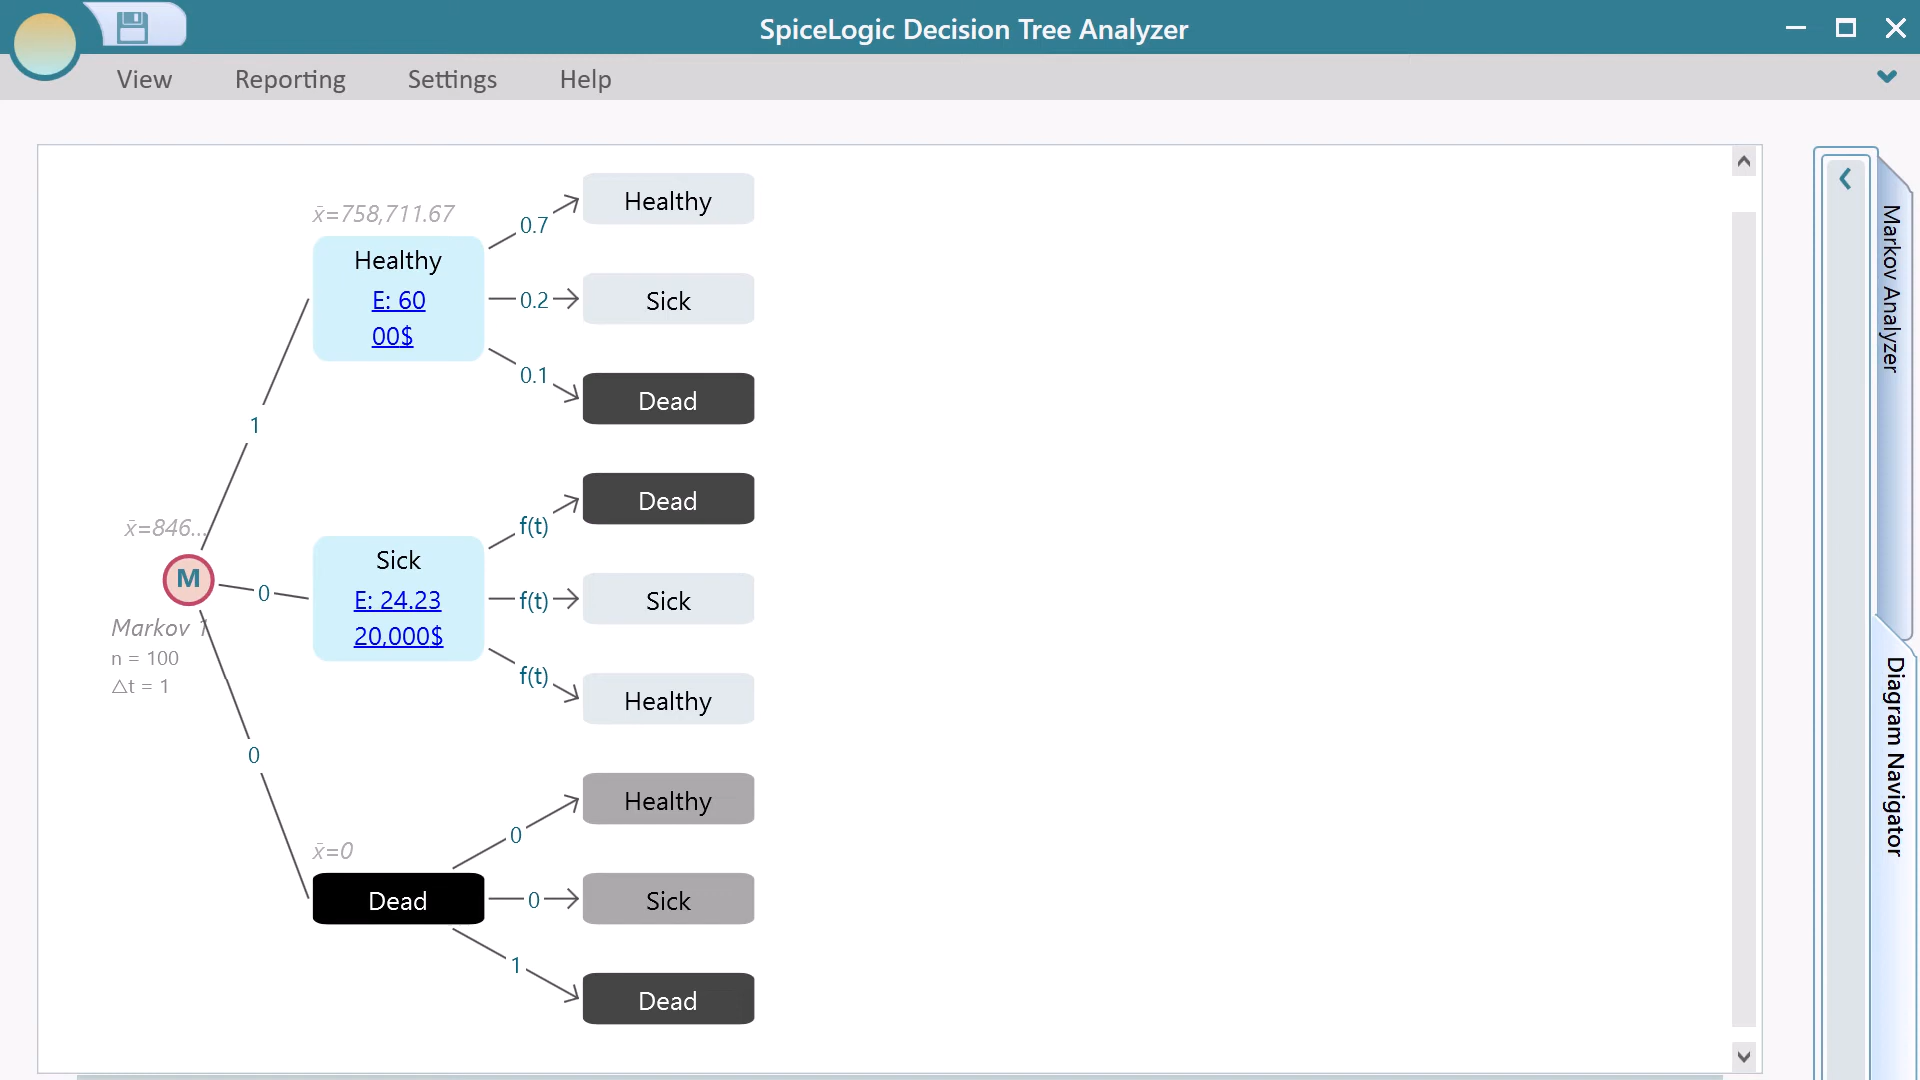 SpiceLogic Decision Tree Analyzer
View Reporting Settings Help
x̄=758,711.67
Healthy
E: 60
00$
0.7
Healthy
0.2
Sick
0.1
Dead
1
x̄=846...
M
Markov 1
n = 100
△t = 1
0
Sick
E: 24.23
20,000$
f(t)
Dead
f(t)
Sick
f(t)
Healthy
0
x̄=0
Dead
0
Healthy
0
Sick
1
Dead
Markov Analyzer
Diagram Navigator